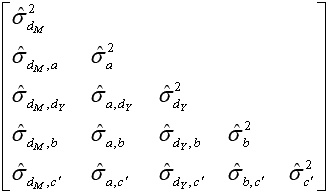 σ̂²_{d_M}
σ̂_{d_M,a} σ̂²_a
σ̂_{d_M,d_Y} σ̂_{a,d_Y} σ̂²_{d_Y}
σ̂_{d_M,b} σ̂_{a,b} σ̂_{d_Y,b} σ̂²_b
σ̂_{d_M,c′} σ̂_{a,c′} σ̂_{d_Y,c′} σ̂_{b,c′} σ̂²_{c′}